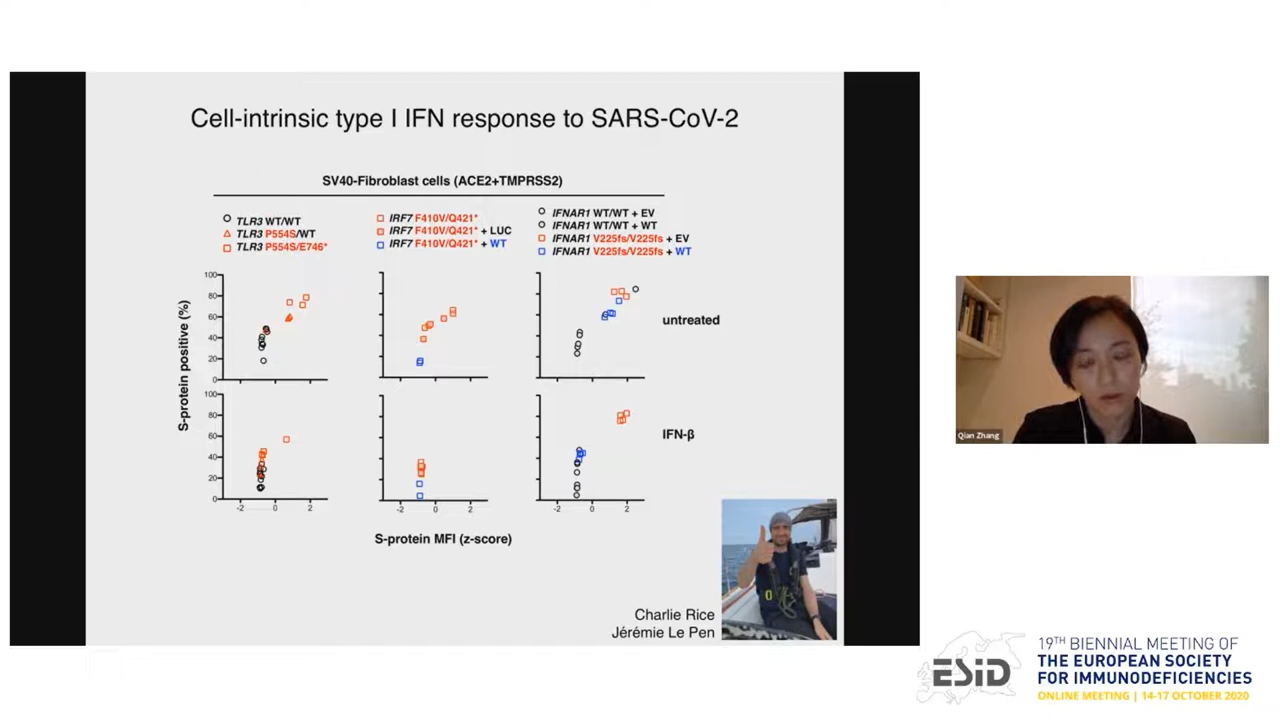 Cell-intrinsic type I IFN response to SARS-CoV-2
SV40-Fibroblast cells (ACE2+TMPRSS2)
TLR3 WT/WT
TLR3 P554S/WT
TLR3 P554S/E746*
IRF7 F410V/Q421*
IRF7 F410V/Q421* + LUC
IRF7 F410V/Q421* + WT
IFNAR1 WT/WT + EV
IFNAR1 WT/WT + WT
IFNAR1 V225fs/V225fs + EV
IFNAR1 V225fs/V225fs + WT
S-protein positive (%)
100
80
60
40
20
0
untreated
100
80
60
40
20
0
IFN-β
-2 0 2
-2 0 2
-2 0 2
S-protein MFI (z-score)
Charlie Rice
Jérémie Le Pen
Qian Zhang
ESiD
19TH BIENNIAL MEETING OF
THE EUROPEAN SOCIETY
FOR IMMUNODEFICIENCIES
ONLINE MEETING | 14-17 OCTOBER 2020